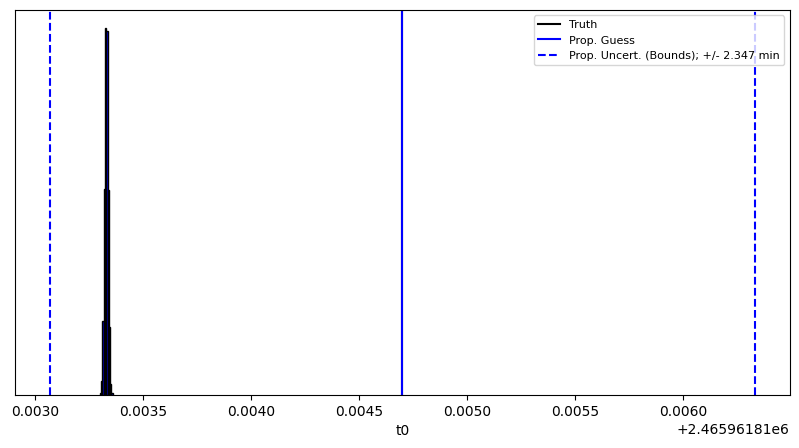 Truth
Prop. Guess
Prop. Uncert. (Bounds); +/- 2.347 min
0.0030 0.0035 0.0040 0.0045 0.0050 0.0055 0.0060
t0
+2.46596181e6